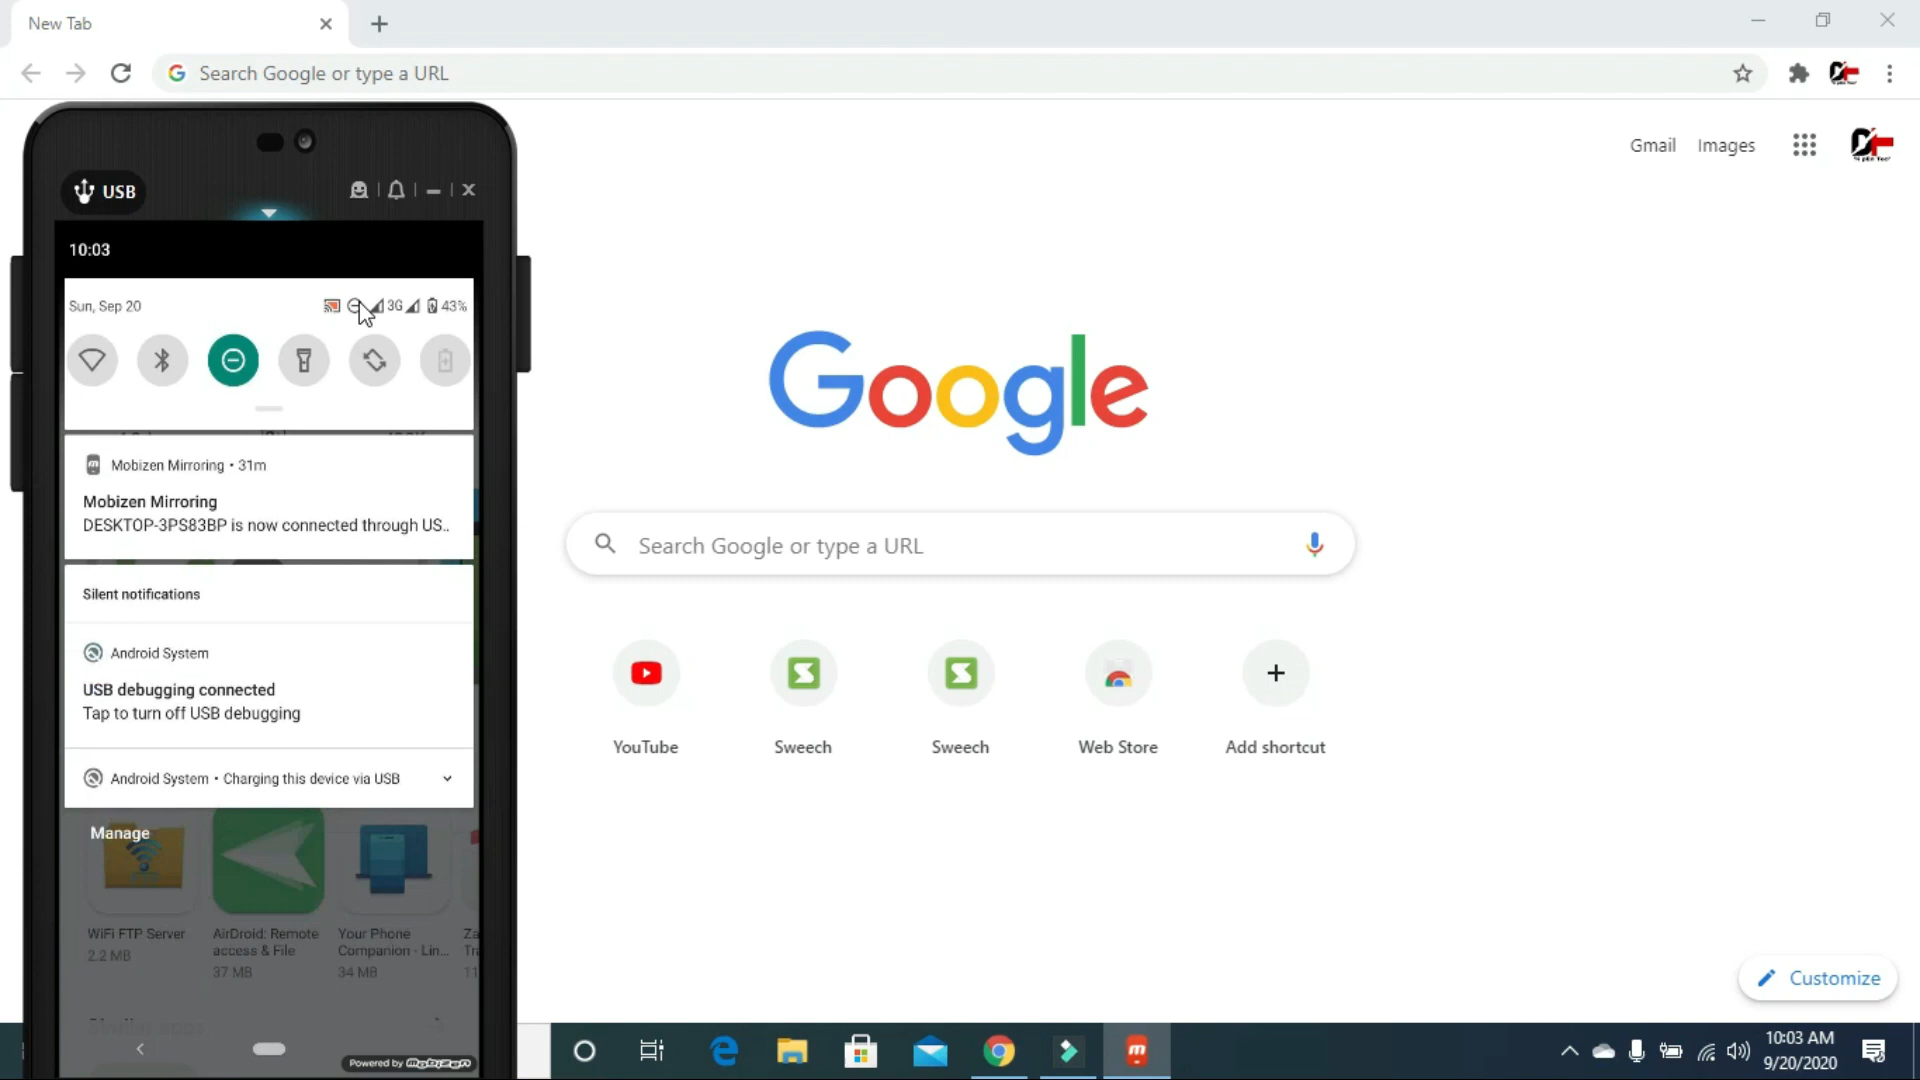 New Tab
Search Google or type a URL
Gmail Images
USB
10:03
Sun, Sep 20 3G 43%
Mobizen Mirroring • 31m
Mobizen Mirroring
DESKTOP-3PS83BP is now connected through US..
Silent notifications
Android System
USB debugging connected
Tap to turn off USB debugging
Android System • Charging this device via USB
Manage
WiFi FTP Server
2.2 MB
AirDroid: Remote
access & File
37 MB
Your Phone
Companion - Lin...
34 MB
Za
Tra
11
Powered by mobizen
Google
Search Google or type a URL
YouTube
Sweech
Sweech
Web Store
Add shortcut
Customize
10:03 AM
9/20/2020